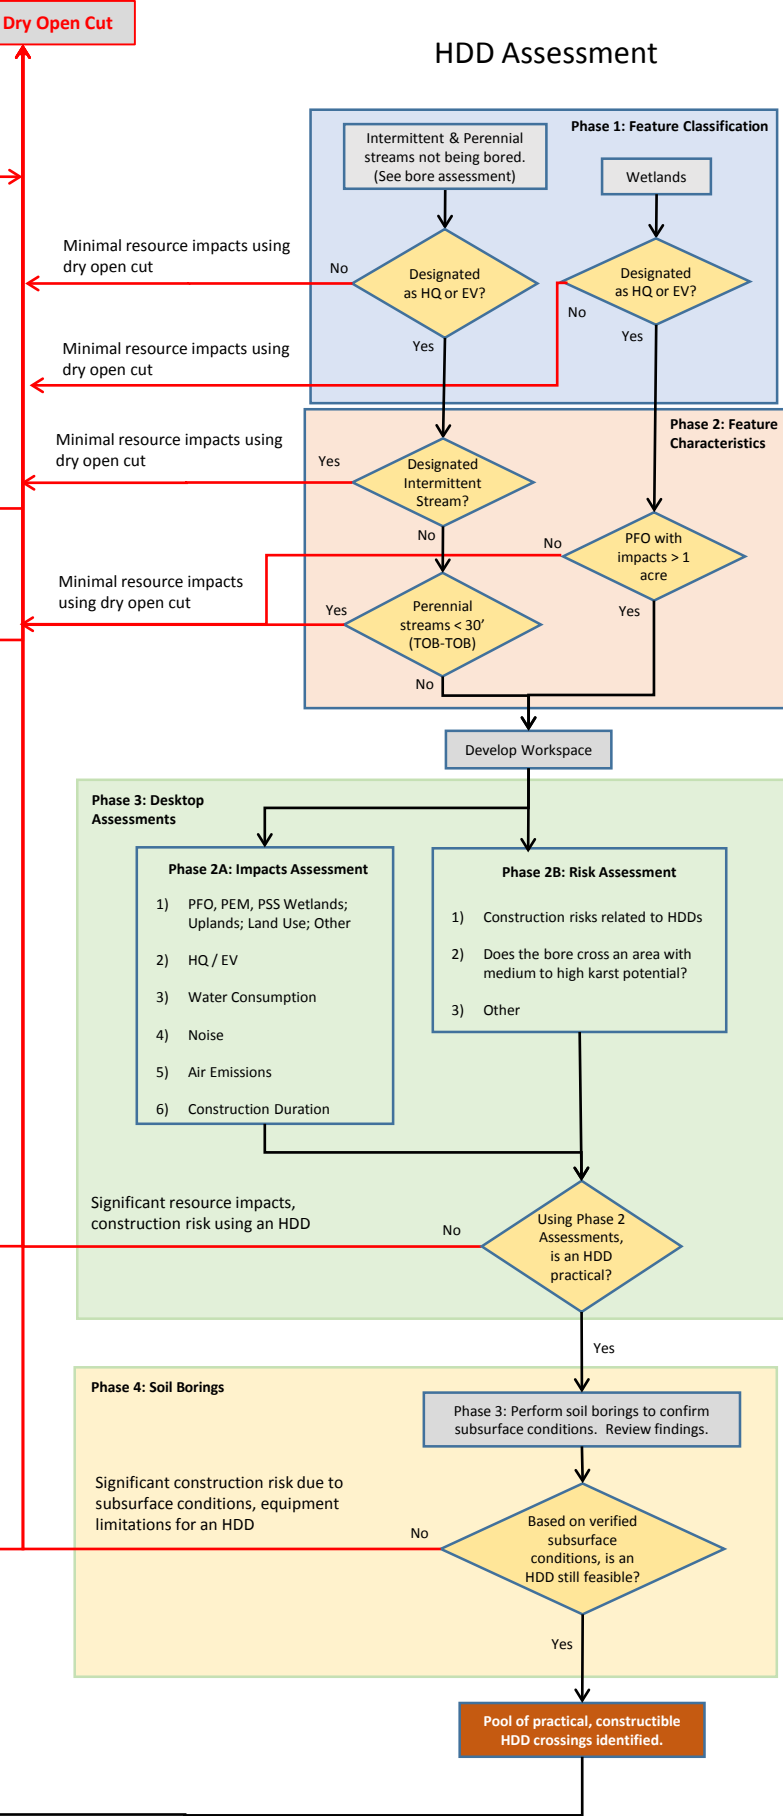 Dry Open Cut
HDD Assessment
Phase 1: Feature Classification
Intermittent & Perennial
streams not being bored.
(See bore assessment)
Wetlands
Minimal resource impacts using
dry open cut
No
Designated
as HQ or EV?
Designated
as HQ or EV?
No
Yes
Yes
Minimal resource impacts using
dry open cut
Phase 2: Feature
Characteristics
Minimal resource impacts using
dry open cut
Yes
Designated
Intermittent
Stream?
No
No
PFO with
impacts > 1
acre
Minimal resource impacts
using dry open cut
Yes
Perennial
streams < 30’
(TOB-TOB)
Yes
No
Develop Workspace
Phase 3: Desktop
Assessments
Phase 2A: Impacts Assessment
1) PFO, PEM, PSS Wetlands;
Uplands; Land Use; Other
2) HQ / EV
3) Water Consumption
4) Noise
5) Air Emissions
6) Construction Duration
Phase 2B: Risk Assessment
1) Construction risks related to HDDs
2) Does the bore cross an area with
medium to high karst potential?
3) Other
Significant resource impacts,
construction risk using an HDD
No
Using Phase 2
Assessments,
is an HDD
practical?
Yes
Phase 4: Soil Borings
Phase 3: Perform soil borings to confirm
subsurface conditions.  Review findings.
Significant construction risk due to
subsurface conditions, equipment
limitations for an HDD
No
Based on verified
subsurface
conditions, is an
HDD still feasible?
Yes
Pool of practical, constructible
HDD crossings identified.